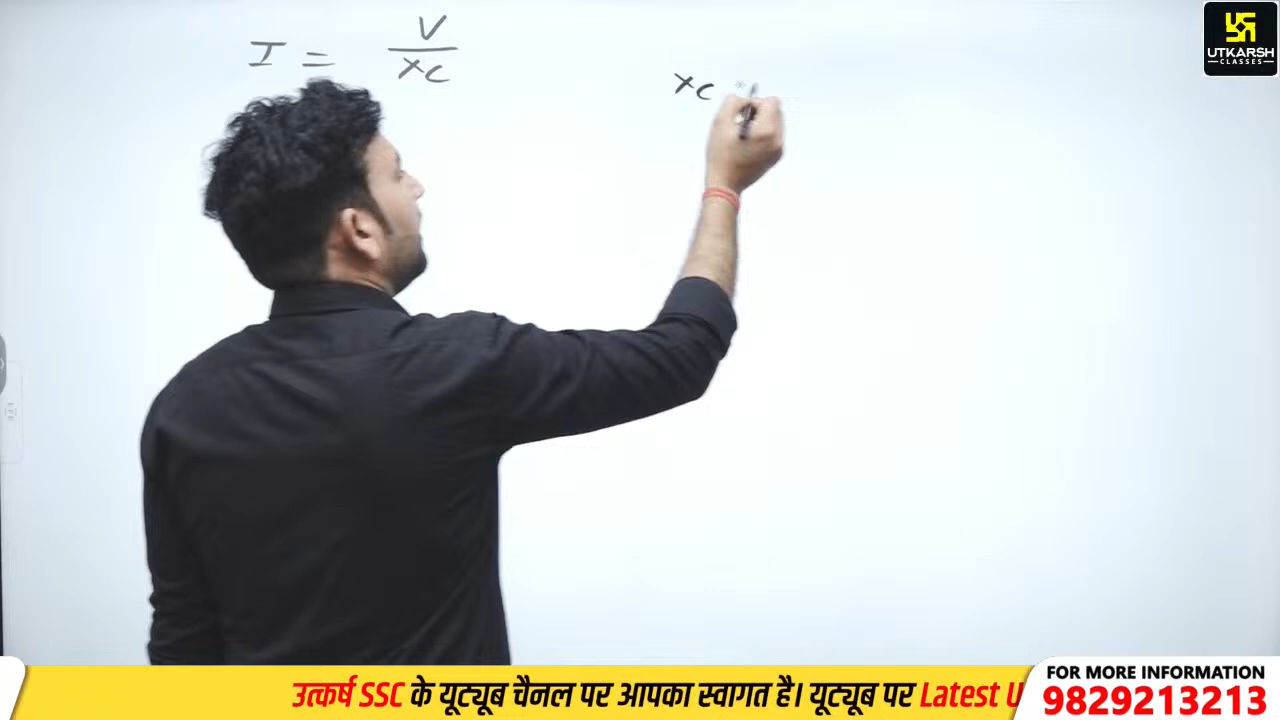 I = V / XC
XC
UTKARSH
CLASSES
FOR MORE INFORMATION
उत्कर्ष SSC के यूट्यूब चैनल पर आपका स्वागत है। यूट्यूब पर Latest U
9829213213